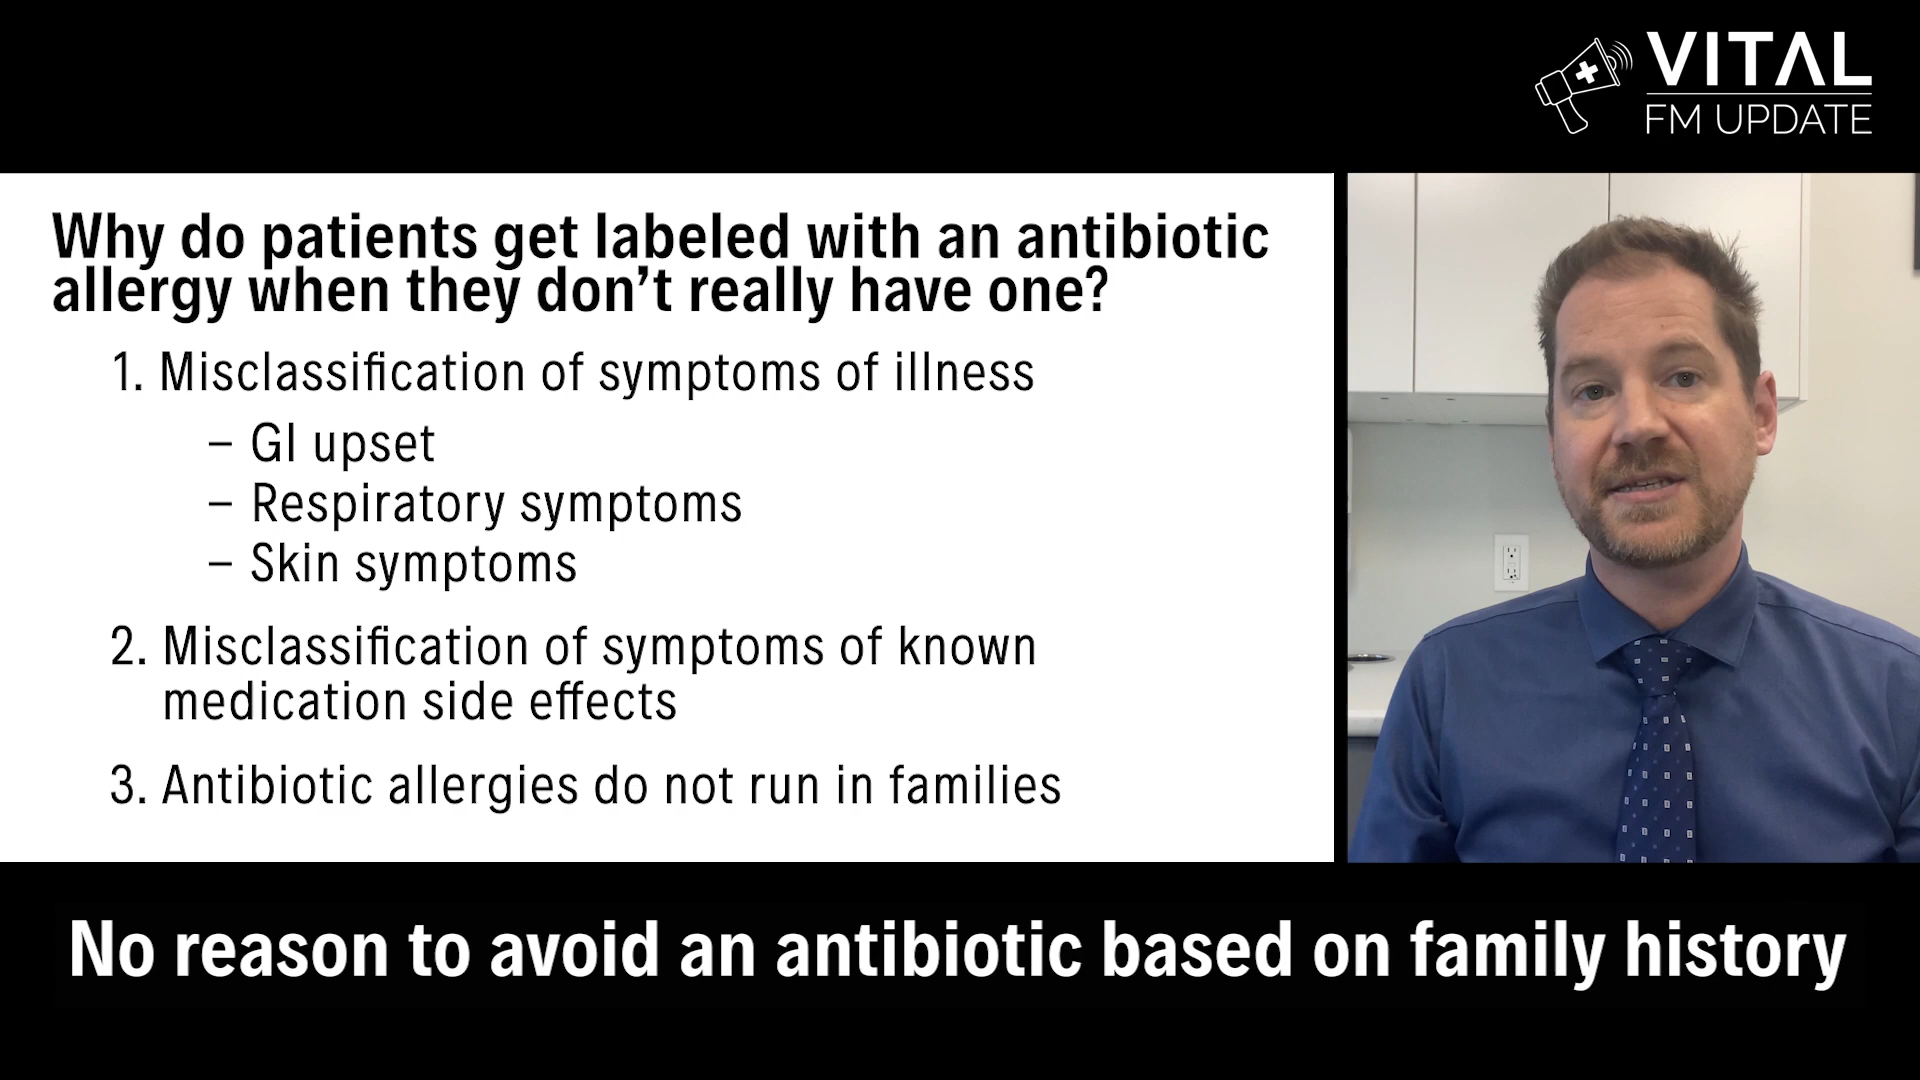 VITAL
FM UPDATE
Why do patients get labeled with an antibiotic
allergy when they don’t really have one?
1. Misclassification of symptoms of illness
– GI upset
– Respiratory symptoms
– Skin symptoms
2. Misclassification of symptoms of known
medication side effects
3. Antibiotic allergies do not run in families
No reason to avoid an antibiotic based on family history